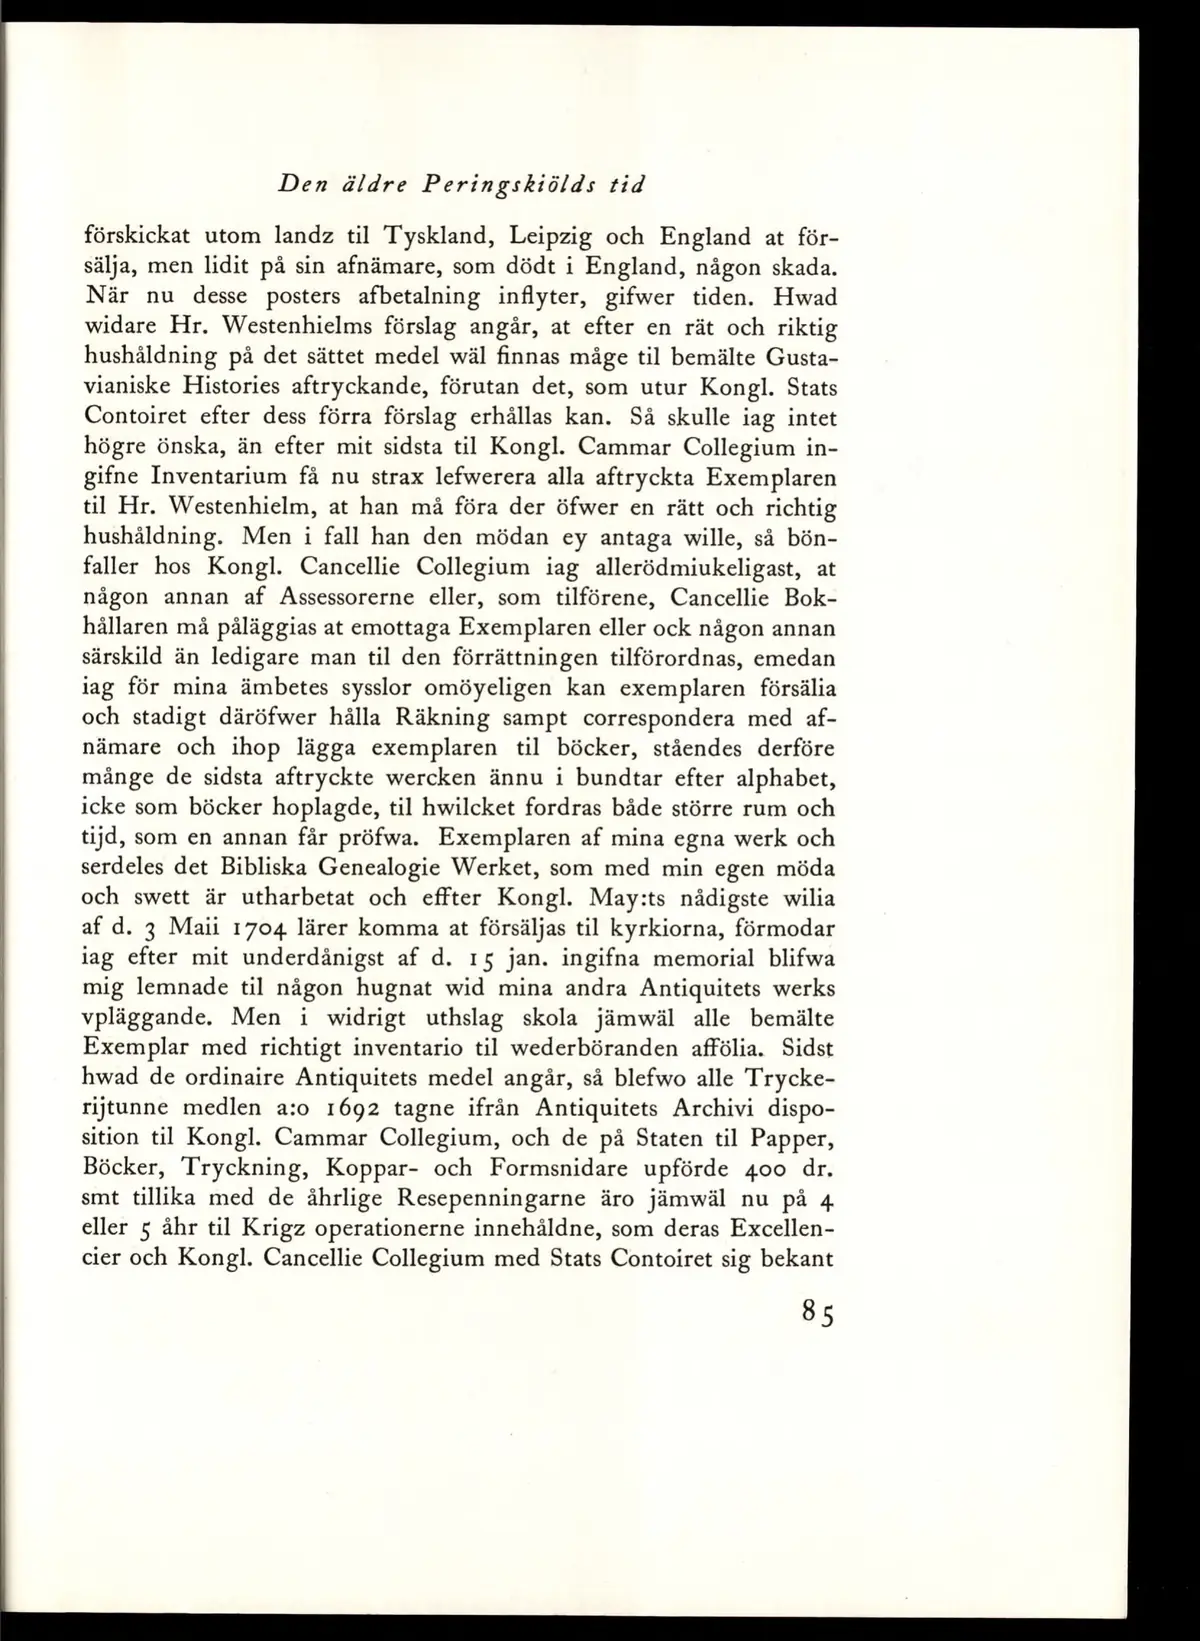 Den äldre Peringskiölds tid
förskickat utom landz til Tyskland, Leipzig och England at för-
sälja, men lidit på sin afnämare, som dödt i England, någon skada.
När nu desse posters afbetalning inflyter, gifwer tiden. Hwad
widare Hr. Westenhielms förslag angår, at efter en rät och riktig
hushåldning på det sättet medel wäl finnas måge til bemälte Gusta-
vianiske Histories aftryckande, förutan det, som utur Kongl. Stats
Contoiret efter dess förra förslag erhållas kan. Så skulle iag intet
högre önska, än efter mit sidsta til Kongl. Cammar Collegium in-
gifne Inventarium få nu strax lefwerera alla aftryckta Exemplaren
til Hr. Westenhielm, at han må föra der öfwer en rätt och richtig
hushåldning. Men i fall han den mödan ey antaga wille, så bön-
faller hos Kongl. Cancellie Collegium iag allerödmiukeligast, at
någon annan af Assessorerne eller, som tilförene, Cancellie Bok-
hållaren må påläggias at emottaga Exemplaren eller ock någon annan
särskild än ledigare man til den förrättningen tilförordnas, emedan
iag för mina ämbetes sysslor omöyeligen kan exemplaren försälia
och stadigt däröfwer hålla Räkning sampt correspondera med af-
nämare och ihop lägga exemplaren til böcker, ståendes derföre
månge de sidsta aftryckte wercken ännu i bundtar efter alphabet,
icke som böcker hoplagde, til hwilcket fordras både större rum och
tijd, som en annan får pröfwa. Exemplaren af mina egna werk och
serdeles det Bibliska Genealogie Werket, som med min egen möda
och swett är utharbetat och effter Kongl. May:ts nådigste wilia
af d. 3 Maii 1704 lärer komma at försäljas til kyrkiorna, förmodar
iag efter mit underdånigst af d. 15 jan. ingifna memorial blifwa
mig lemnade til någon hugnat wid mina andra Antiquitets werks
vpläggande. Men i widrigt uthslag skola jämwäl alle bemälte
Exemplar med richtigt inventario til wederböranden affölia. Sidst
hwad de ordinaire Antiquitets medel angår, så blefwo alle Trycke-
rijtunne medlen a:o 1692 tagne ifrån Antiquitets Archivi dispo-
sition til Kongl. Cammar Collegium, och de på Staten til Papper,
Böcker, Tryckning, Koppar- och Formsnidare upförde 400 dr.
smt tillika med de åhrlige Resepenningarne äro jämwäl nu på 4
eller 5 åhr til Krigz operationerne innehåldne, som deras Excellen-
cier och Kongl. Cancellie Collegium med Stats Contoiret sig bekant
85